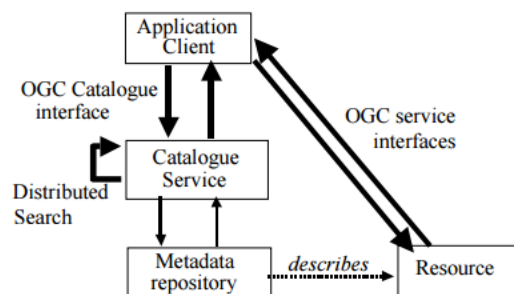 Application
Client
OGC Catalogue
interface
OGC service
interfaces
Catalogue
Service
Distributed
Search
Metadata
repository
describes
Resource